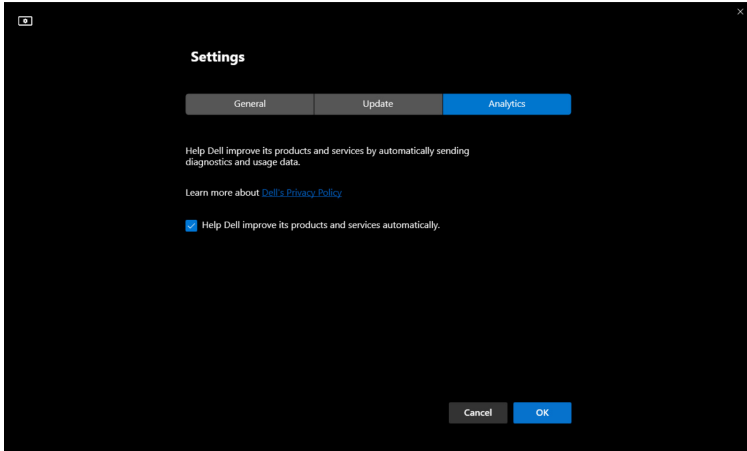 Settings
General Update Analytics
Help Dell improve its products and services by automatically sending
diagnostics and usage data.
Learn more about Dell's Privacy Policy
Help Dell improve its products and services automatically.
Cancel OK